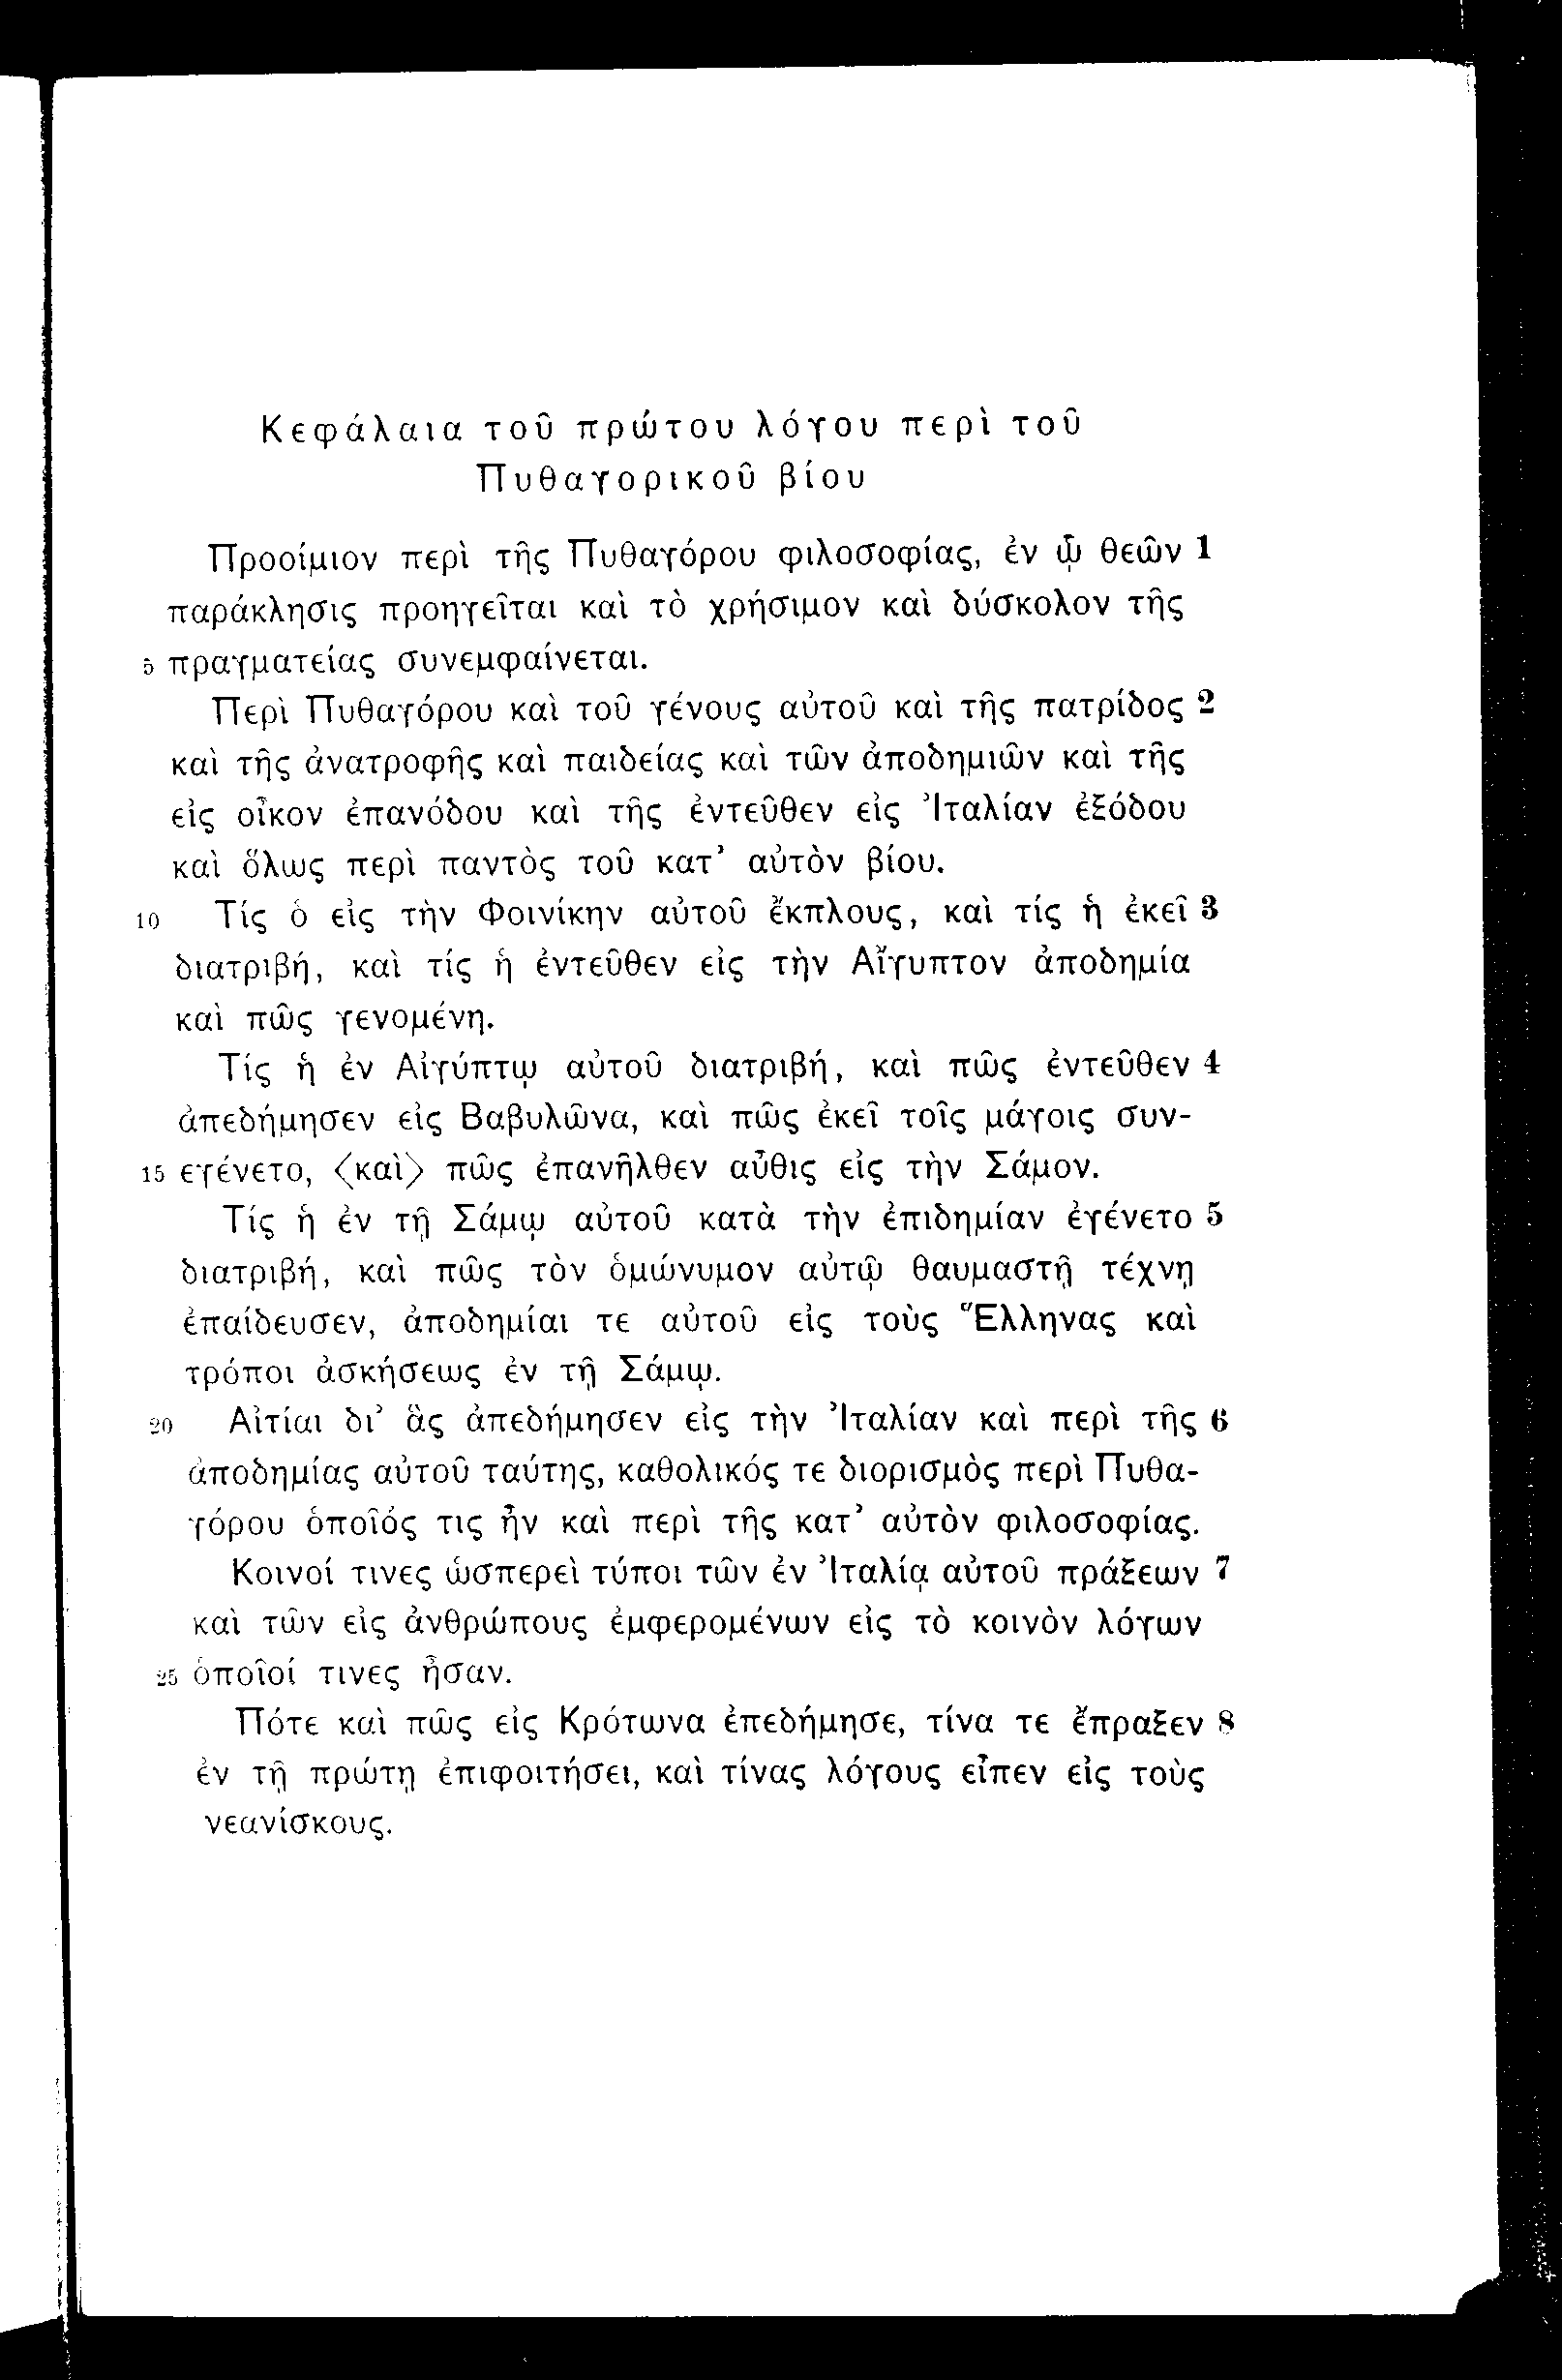 Κεφάλαια τοῦ πρώτου λόγου περὶ τοῦ
Πυθαγορικοῦ βίου
Προοίμιον περὶ τῆς Πυθαγόρου φιλοσοφίας, ἐν ᾧ θεῶν 1
παράκλησις προηγεῖται καὶ τὸ χρήσιμον καὶ δύσκολον τῆς
5 πραγματείας συνεμφαίνεται.
Περὶ Πυθαγόρου καὶ τοῦ γένους αὐτοῦ καὶ τῆς πατρίδος 2
καὶ τῆς ἀνατροφῆς καὶ παιδείας καὶ τῶν ἀποδημιῶν καὶ τῆς
εἰς οἶκον ἐπανόδου καὶ τῆς ἐντεῦθεν εἰς Ἰταλίαν ἐξόδου
καὶ ὅλως περὶ παντὸς τοῦ κατ’ αὐτὸν βίου.
10 Τίς ὁ εἰς τὴν Φοινίκην αὐτοῦ ἔκπλους, καὶ τίς ἡ ἐκεῖ 3
διατριβή, καὶ τίς ἡ ἐντεῦθεν εἰς τὴν Αἴγυπτον ἀποδημία
καὶ πῶς γενομένη.
Τίς ἡ ἐν Αἰγύπτῳ αὐτοῦ διατριβή, καὶ πῶς ἐντεῦθεν 4
ἀπεδήμησεν εἰς Βαβυλῶνα, καὶ πῶς ἐκεῖ τοῖς μάγοις συν-
15 εγένετο, ⟨καὶ⟩ πῶς ἐπανῆλθεν αὖθις εἰς τὴν Σάμον.
Τίς ἡ ἐν τῇ Σάμῳ αὐτοῦ κατὰ τὴν ἐπιδημίαν ἐγένετο 5
διατριβή, καὶ πῶς τὸν ὁμώνυμον αὐτῷ θαυμαστῇ τέχνῃ
ἐπαίδευσεν, ἀποδημίαι τε αὐτοῦ εἰς τοὺς Ἕλληνας καὶ
τρόποι ἀσκήσεως ἐν τῇ Σάμῳ.
20 Αἰτίαι δι’ ἃς ἀπεδήμησεν εἰς τὴν Ἰταλίαν καὶ περὶ τῆς 6
ἀποδημίας αὐτοῦ ταύτης, καθολικός τε διορισμὸς περὶ Πυθα-
γόρου ὁποῖός τις ἦν καὶ περὶ τῆς κατ’ αὐτὸν φιλοσοφίας.
Κοινοί τινες ὡσπερεὶ τύποι τῶν ἐν Ἰταλίᾳ αὐτοῦ πράξεων 7
καὶ τῶν εἰς ἀνθρώπους ἐμφερομένων εἰς τὸ κοινὸν λόγων
25 ὁποῖοί τινες ἦσαν.
Πότε καὶ πῶς εἰς Κρότωνα ἐπεδήμησε, τίνα τε ἔπραξεν 8
ἐν τῇ πρώτῃ ἐπιφοιτήσει, καὶ τίνας λόγους εἶπεν εἰς τοὺς
νεανίσκους.